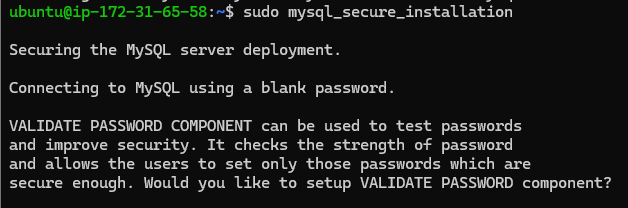 ubuntu@ip-172-31-65-58:~$ sudo mysql_secure_installation
Securing the MySQL server deployment.
Connecting to MySQL using a blank password.
VALIDATE PASSWORD COMPONENT can be used to test passwords
and improve security. It checks the strength of password
and allows the users to set only those passwords which are
secure enough. Would you like to setup VALIDATE PASSWORD component?